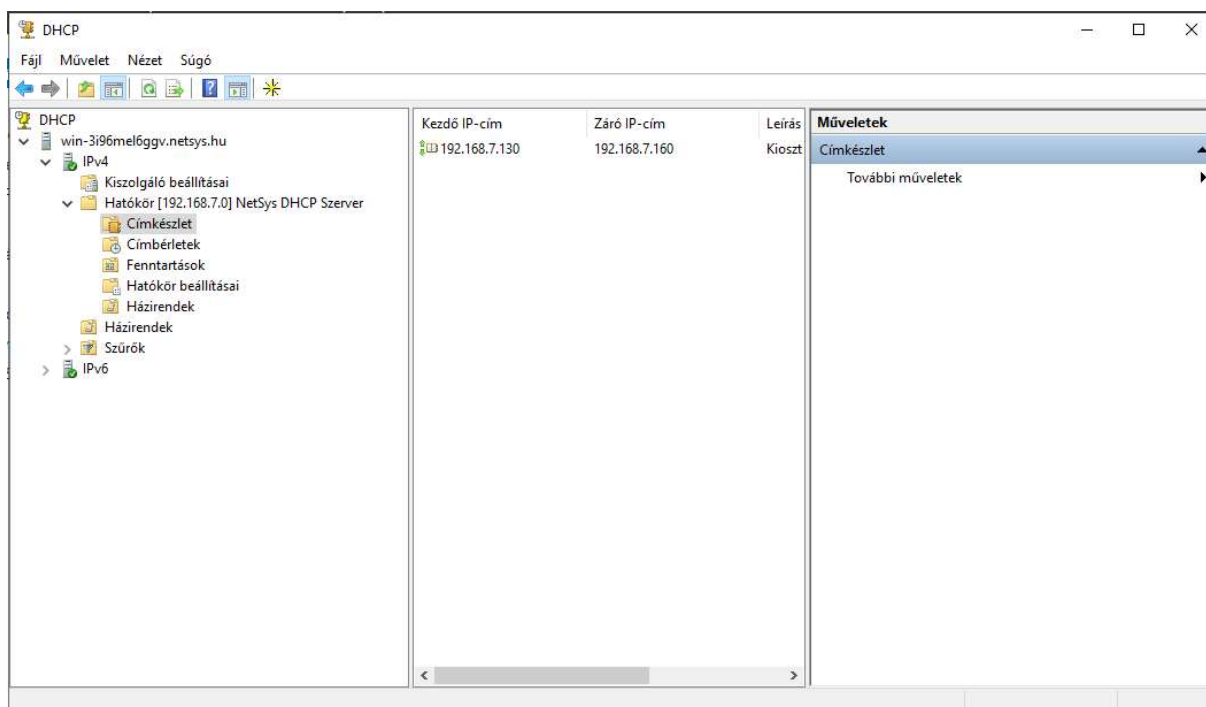 DHCP
Fájl Művelet Nézet Súgó
DHCP
win-3i96mel6ggv.netsys.hu
IPv4
Kiszolgáló beállításai
Hatókör [192.168.7.0] NetSys DHCP Szerver
Címkészlet
Címbérletek
Fenntartások
Hatókör beállításai
Házirendek
Házirendek
Szűrők
IPv6
Kezdő IP-cím Záró IP-cím Leírás
192.168.7.130 192.168.7.160 Kioszt
Műveletek
Címkészlet
További műveletek